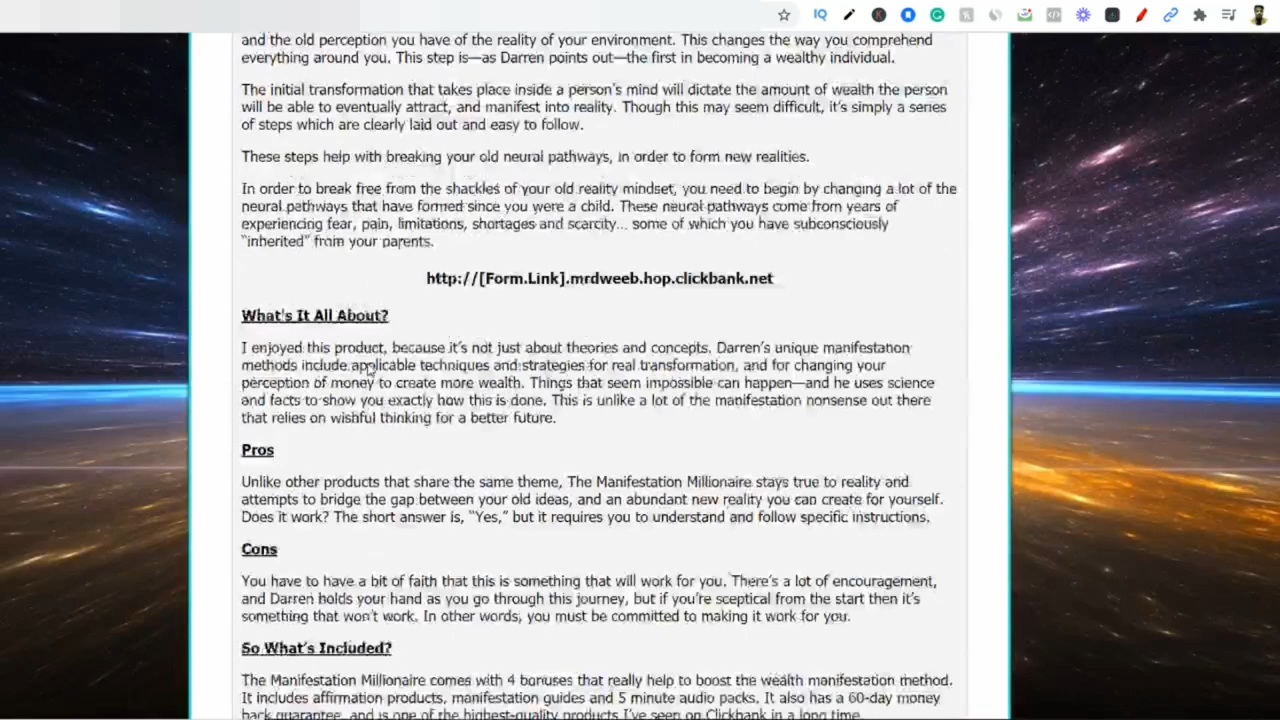 and the old perception you have of the reality of your environment. This changes the way you comprehend
everything around you. This step is—as Darren points out—the first in becoming a wealthy individual.
The initial transformation that takes place inside a person's mind will dictate the amount of wealth the person
will be able to eventually attract, and manifest into reality. Though this may seem difficult, it's simply a series
of steps which are clearly laid out and easy to follow.
These steps help with breaking your old neural pathways, in order to form new realities.
In order to break free from the shackles of your old reality mindset, you need to begin by changing a lot of the
neural pathways that have formed since you were a child. These neural pathways come from years of
experiencing fear, pain, limitations, shortages and scarcity... some of which you have subconsciously
"inherited" from your parents.
http://[Form.Link].mrdweeb.hop.clickbank.net
What's It All About?
I enjoyed this product, because it's not just about theories and concepts. Darren's unique manifestation
methods include applicable techniques and strategies for real transformation, and for changing your
perception of money to create more wealth. Things that seem impossible can happen—and he uses science
and facts to show you exactly how this is done. This is unlike a lot of the manifestation nonsense out there
that relies on wishful thinking for a better future.
Pros
Unlike other products that share the same theme, The Manifestation Millionaire stays true to reality and
attempts to bridge the gap between your old ideas, and an abundant new reality you can create for yourself.
Does it work? The short answer is, "Yes," but it requires you to understand and follow specific instructions.
Cons
You have to have a bit of faith that this is something that will work for you. There's a lot of encouragement,
and Darren holds your hand as you go through this journey, but if you're sceptical from the start then it's
something that won't work. In other words, you must be committed to making it work for you.
So What's Included?
The Manifestation Millionaire comes with 4 bonuses that really help to boost the wealth manifestation method.
It includes affirmation products, manifestation guides and 5 minute audio packs. It also has a 60-day money
back guarantee, and is one of the highest-quality products I've seen on Clickbank in a long time.